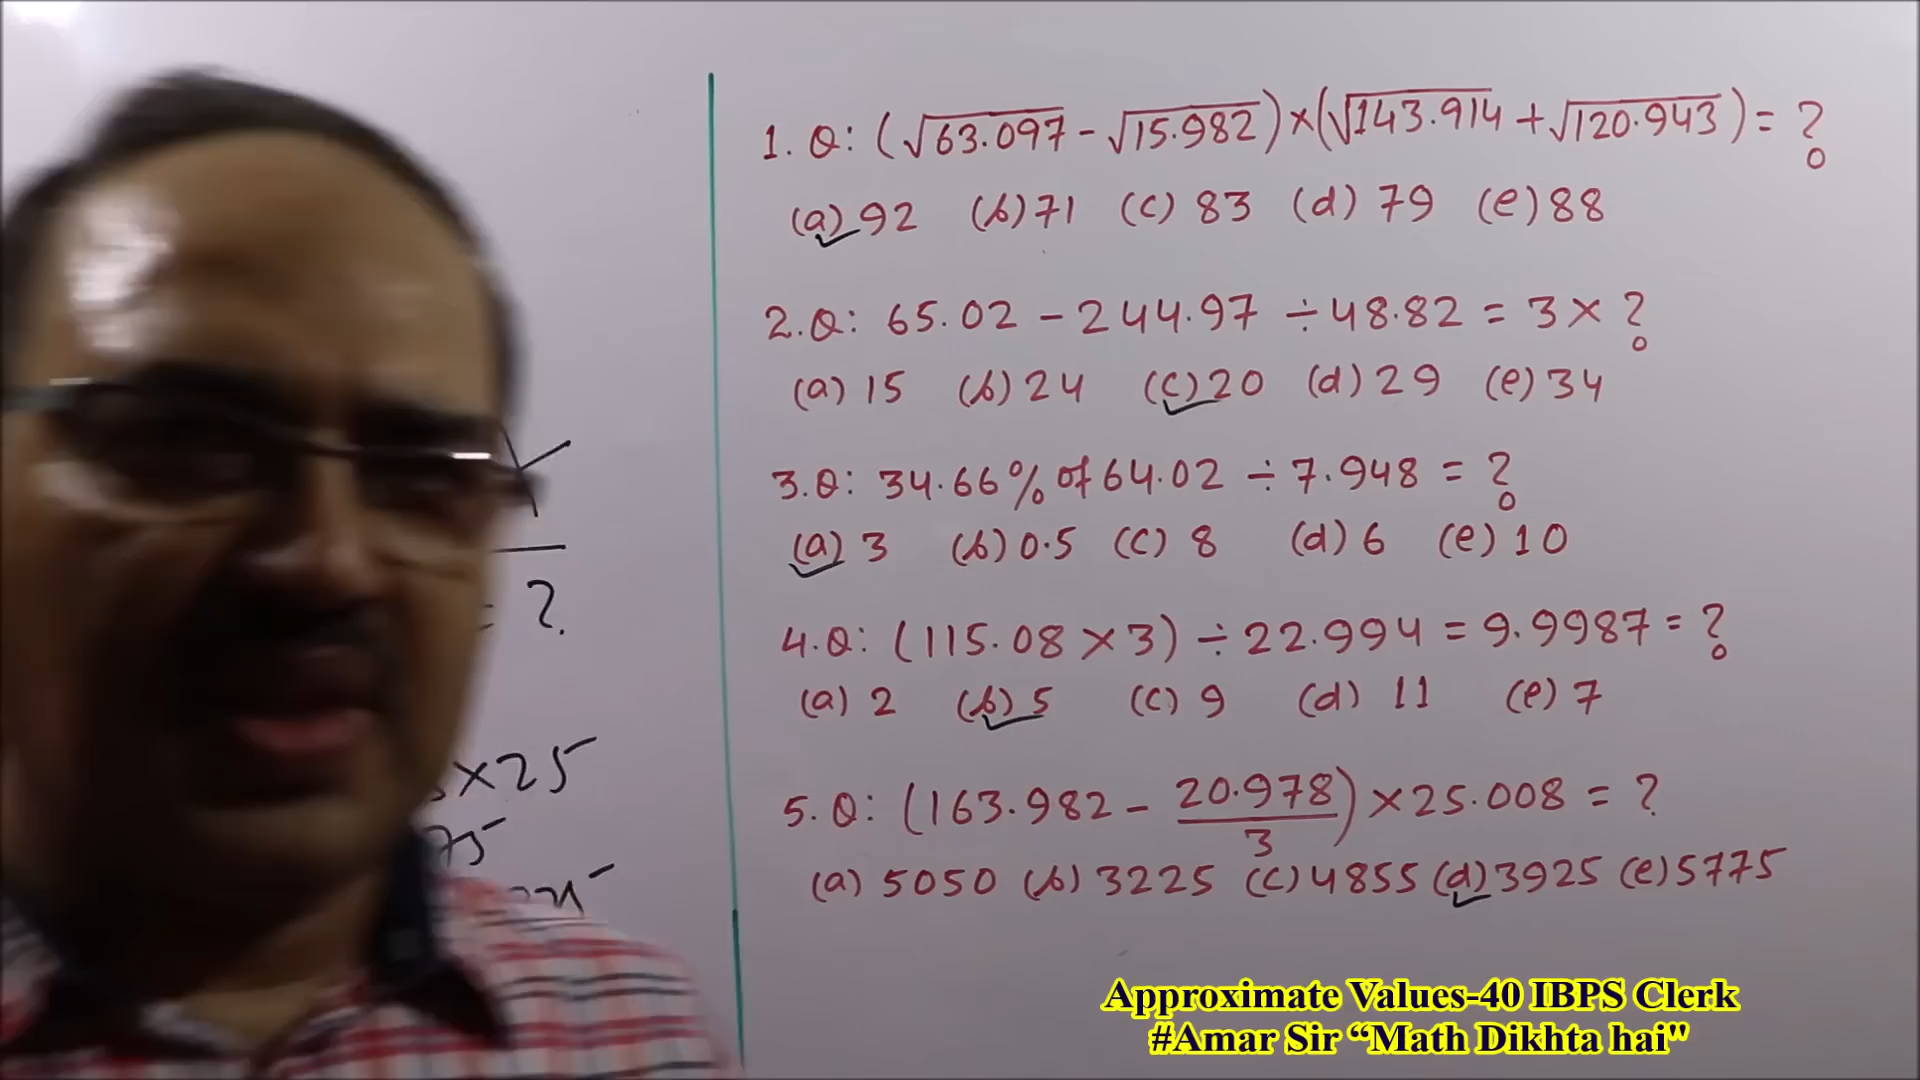 1. Q: (√63.097 - √15.982) × (√143.914 + √120.943) = ?
(a) 92 (b) 71 (c) 83 (d) 79 (e) 88
2. Q: 65.02 - 244.97 ÷ 48.82 = 3 × ?
(a) 15 (b) 24 (c) 20 (d) 29 (e) 34
3. Q: 34.66% of 64.02 ÷ 7.948 = ?
(a) 3 (b) 0.5 (c) 8 (d) 6 (e) 10
= ?
4. Q: (115.08 × 3) ÷ 22.994 = 9.9987 = ?
(a) 2 (b) 5 (c) 9 (d) 11 (e) 7
×25
5. Q: (163.982 - 20.978/3) × 25.008 = ?
75
(a) 5050 (b) 3225 (c) 4855 (d) 3925 (e) 5775
Approximate Values-40 IBPS Clerk
#Amar Sir “Math Dikhta hai"